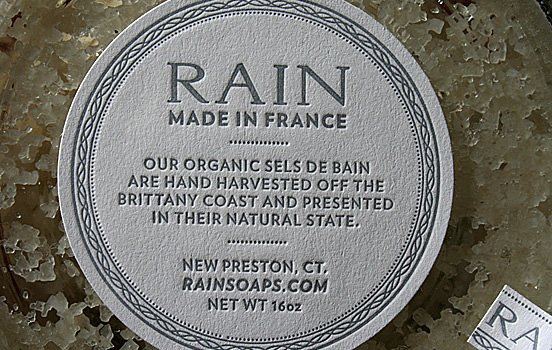 RAIN
MADE IN FRANCE
OUR ORGANIC SELS DE BAIN
ARE HAND HARVESTED OFF THE
BRITTANY COAST AND PRESENTED
IN THEIR NATURAL STATE.
NEW PRESTON, CT.
RAINSOAPS.COM
NET WT 16oz
RA